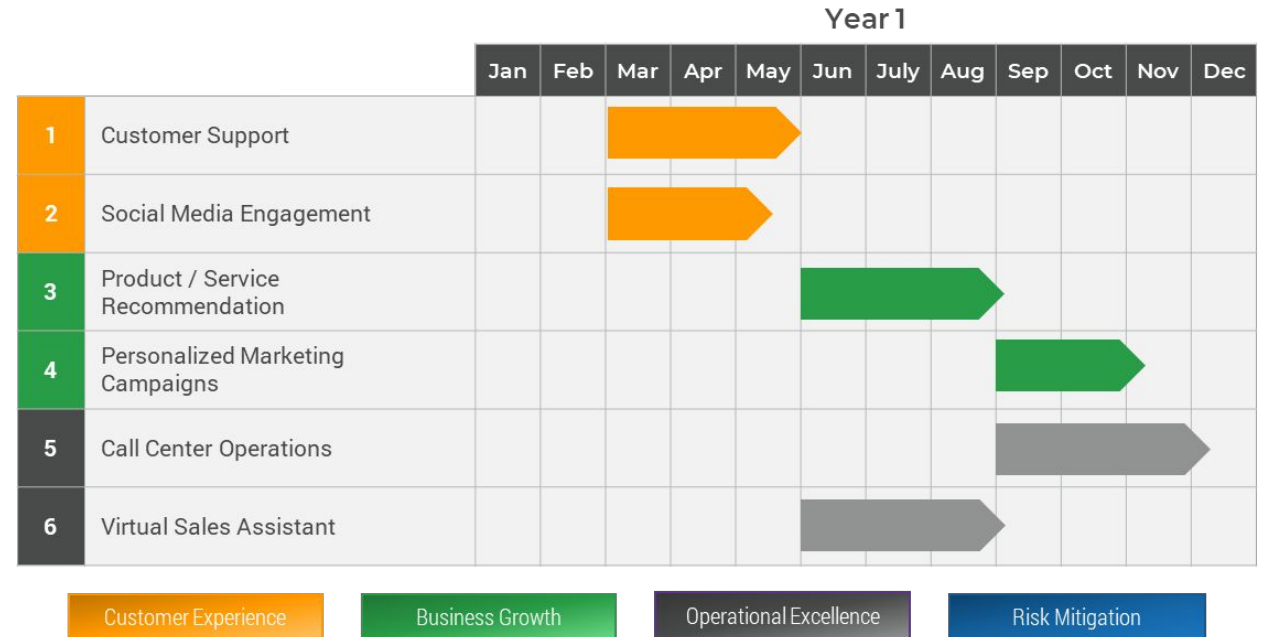 Year 1
Jan Feb Mar Apr May Jun July Aug Sep Oct Nov Dec
1 Customer Support
2 Social Media Engagement
3 Product / Service
Recommendation
4 Personalized Marketing
Campaigns
5 Call Center Operations
6 Virtual Sales Assistant
Customer Experience Business Growth Operational Excellence Risk Mitigation